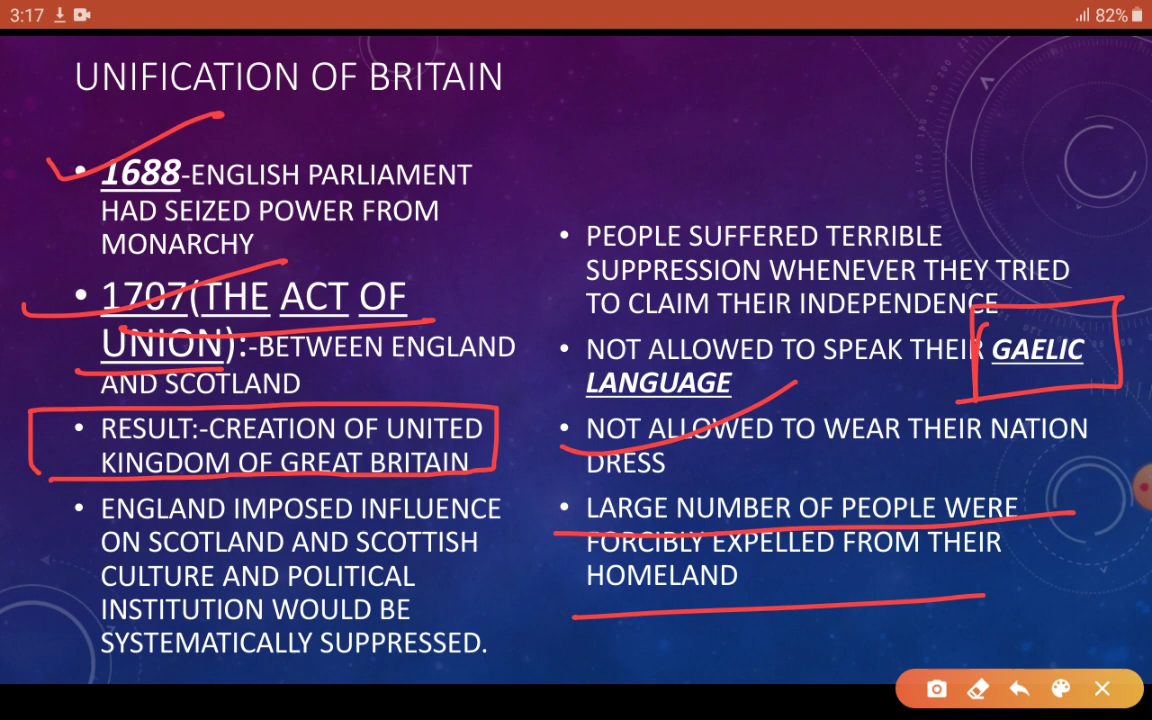 3:17
82%
UNIFICATION OF BRITAIN
• 1688-ENGLISH PARLIAMENT
HAD SEIZED POWER FROM
MONARCHY
• 1707(THE ACT OF
UNION):-BETWEEN ENGLAND
AND SCOTLAND
• RESULT:-CREATION OF UNITED
KINGDOM OF GREAT BRITAIN
• ENGLAND IMPOSED INFLUENCE
ON SCOTLAND AND SCOTTISH
CULTURE AND POLITICAL
INSTITUTION WOULD BE
SYSTEMATICALLY SUPPRESSED.
• PEOPLE SUFFERED TERRIBLE
SUPPRESSION WHENEVER THEY TRIED
TO CLAIM THEIR INDEPENDENCE
• NOT ALLOWED TO SPEAK THEIR GAELIC
LANGUAGE
• NOT ALLOWED TO WEAR THEIR NATION
DRESS
• LARGE NUMBER OF PEOPLE WERE
FORCIBLY EXPELLED FROM THEIR
HOMELAND